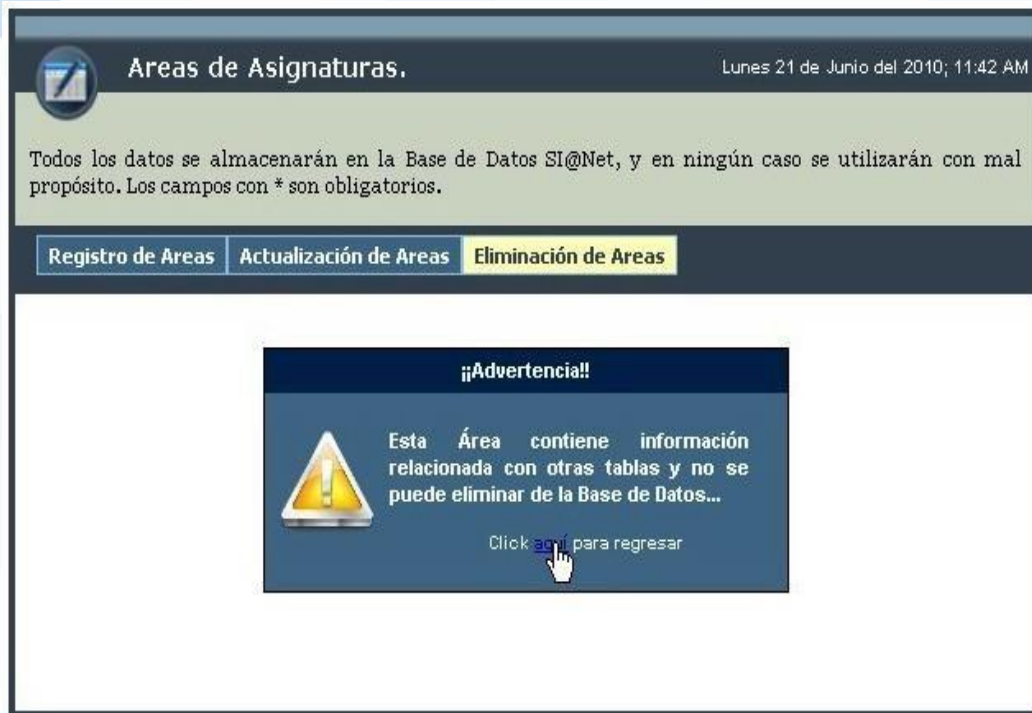 Areas de Asignaturas.
Lunes 21 de Junio del 2010; 11:42 AM
Todos los datos se almacenarán en la Base de Datos SI@Net, y en ningún caso se utilizarán con mal
propósito. Los campos con * son obligatorios.
Registro de Areas
Actualización de Areas
Eliminación de Areas
¡¡Advertencia!!
Esta Área contiene información
relacionada con otras tablas y no se
puede eliminar de la Base de Datos...
Click aquí para regresar